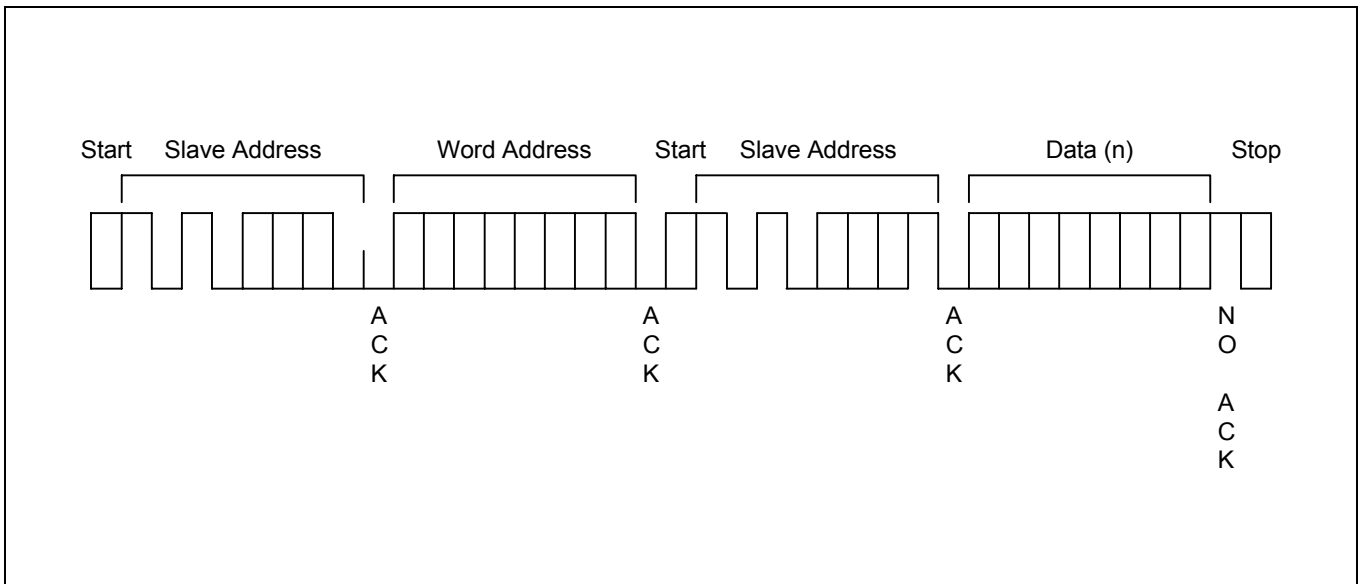 Start Slave Address Word Address Start Slave Address Data (n) Stop
A A A N
C C C O
K K K
A
C
K